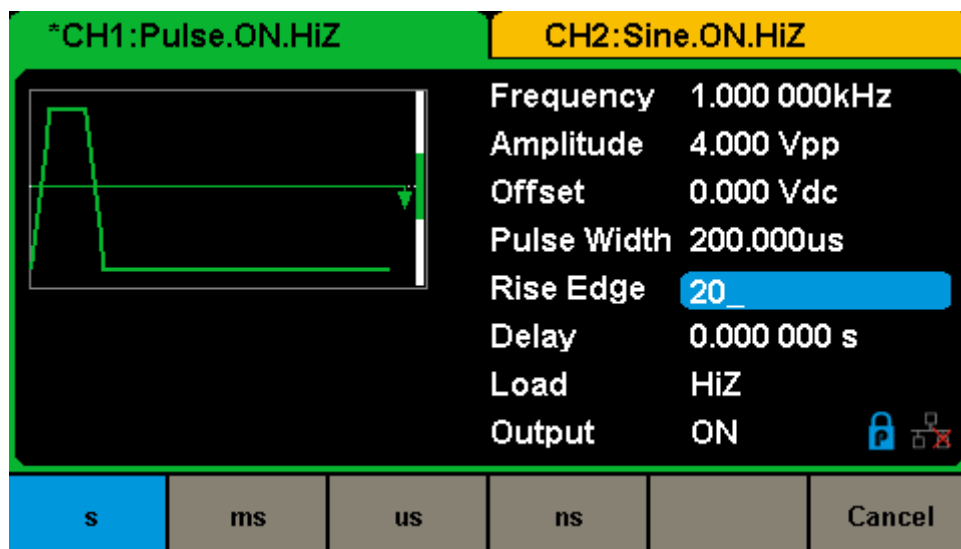 *CH1:Pulse.ON.HiZ CH2:Sine.ON.HiZ
Frequency 1.000 000kHz
Amplitude 4.000 Vpp
Offset 0.000 Vdc
Pulse Width 200.000us
Rise Edge 20_
Delay 0.000 000 s
Load HiZ
Output ON P
s ms us ns Cancel